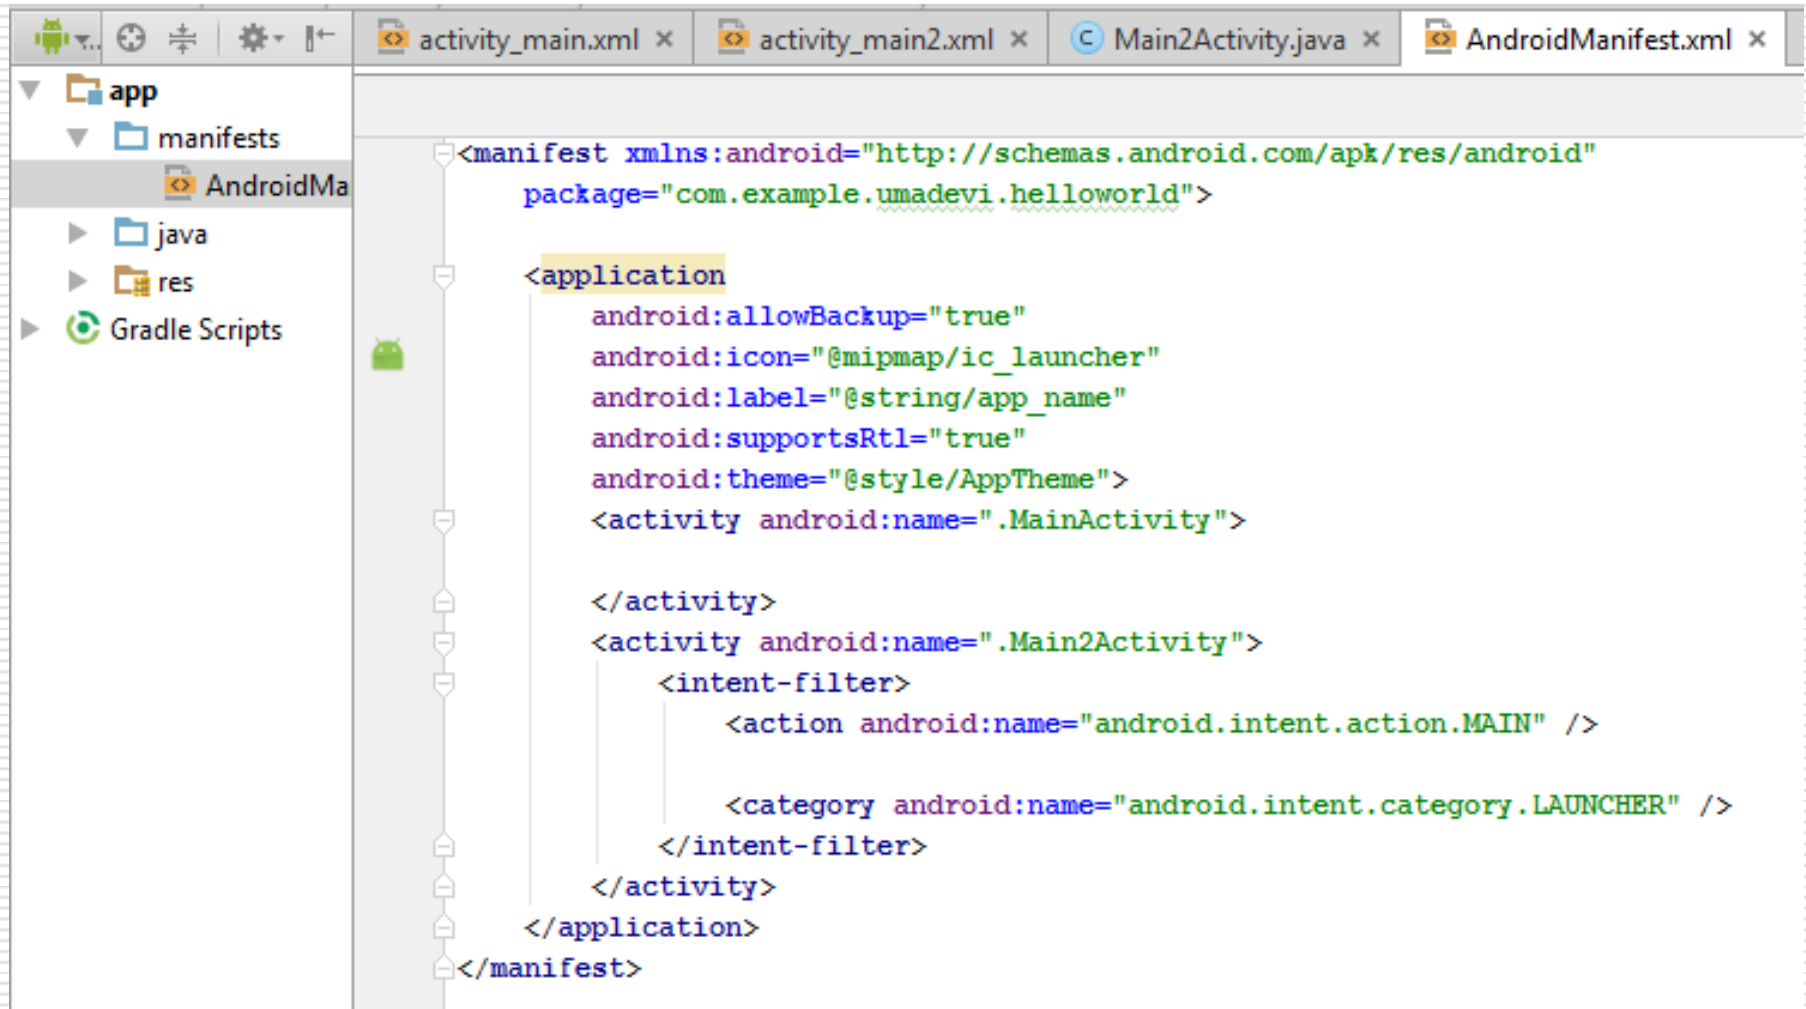 activity_main.xml
activity_main2.xml
Main2Activity.java
AndroidManifest.xml
app
manifests
AndroidMa
java
res
Gradle Scripts
<manifest xmlns:android="http://schemas.android.com/apk/res/android"
package="com.example.umadevi.helloworld">
<application
android:allowBackup="true"
android:icon="@mipmap/ic_launcher"
android:label="@string/app_name"
android:supportsRtl="true"
android:theme="@style/AppTheme">
<activity android:name=".MainActivity">
</activity>
<activity android:name=".Main2Activity">
<intent-filter>
<action android:name="android.intent.action.MAIN" />
<category android:name="android.intent.category.LAUNCHER" />
</intent-filter>
</activity>
</application>
</manifest>